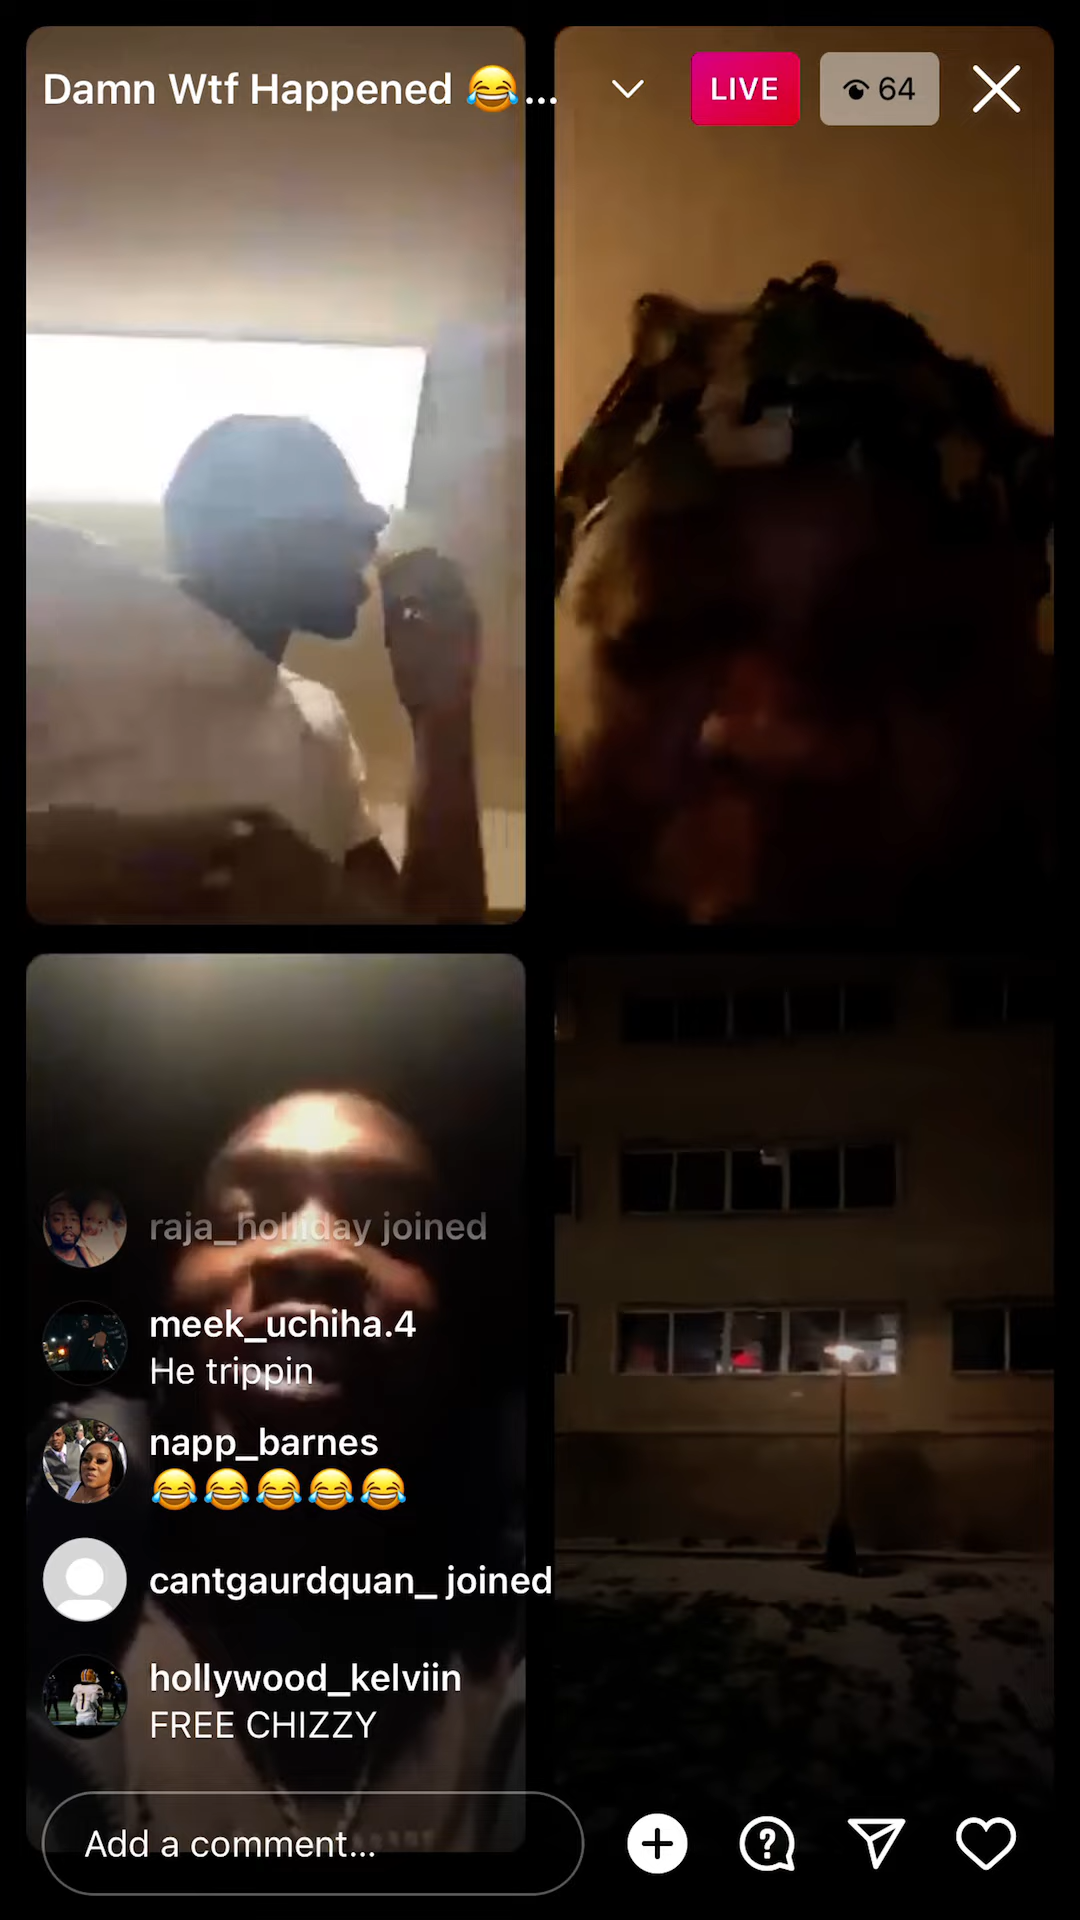 Damn Wtf Happened 😂...
LIVE
64
raja_holliday joined
meek_uchiha.4
He trippin
napp_barnes
😂😂😂😂😂
cantgaurdquan_ joined
hollywood_kelviin
FREE CHIZZY
Add a comment...